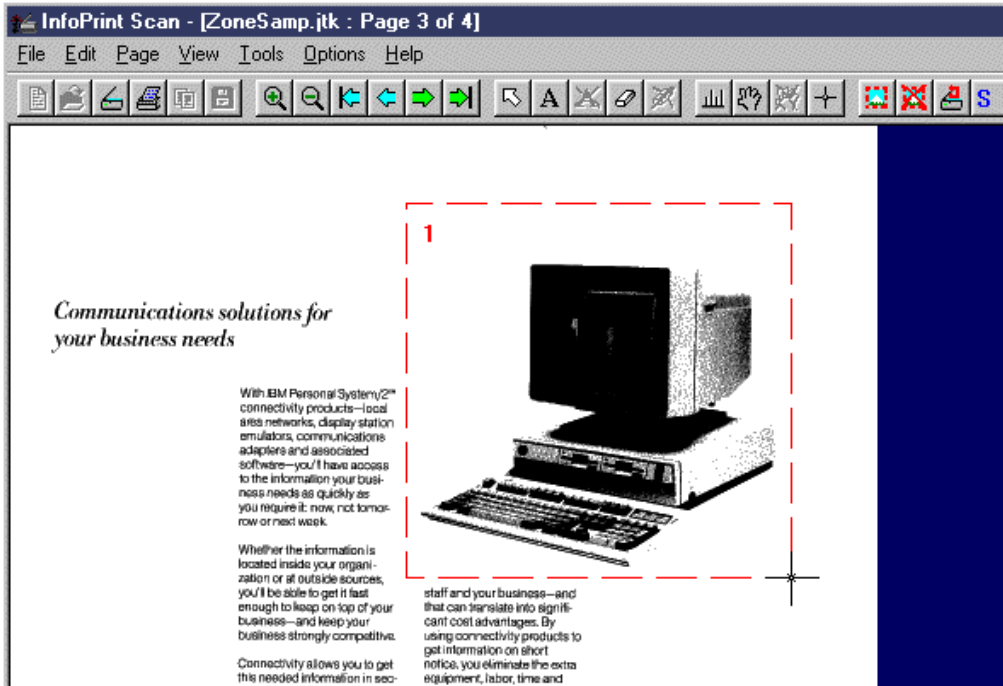 InfoPrint Scan - [ZoneSamp.jtk : Page 3 of 4]
File Edit Page View Tools Options Help
A S
1
Communications solutions for
your business needs
With IBM Personal System/2™
connectivity products—local
area networks, display station
emulators, communications
adapters and associated
software—you'll have access
to the information your busi-
ness needs as quickly as
you require it: now, not tomor-
row or next week.
Whether the information is
located inside your organi-
zation or at outside sources,
you'll be able to get it fast
enough to keep on top of your
business—and keep your
business strongly competitive.
Connectivity allows you to get
this needed information in sec-
staff and your business—and
that can translate into signifi-
cant cost advantages. By
using connectivity products to
get information on short
notice, you eliminate the extra
equipment, labor, time and